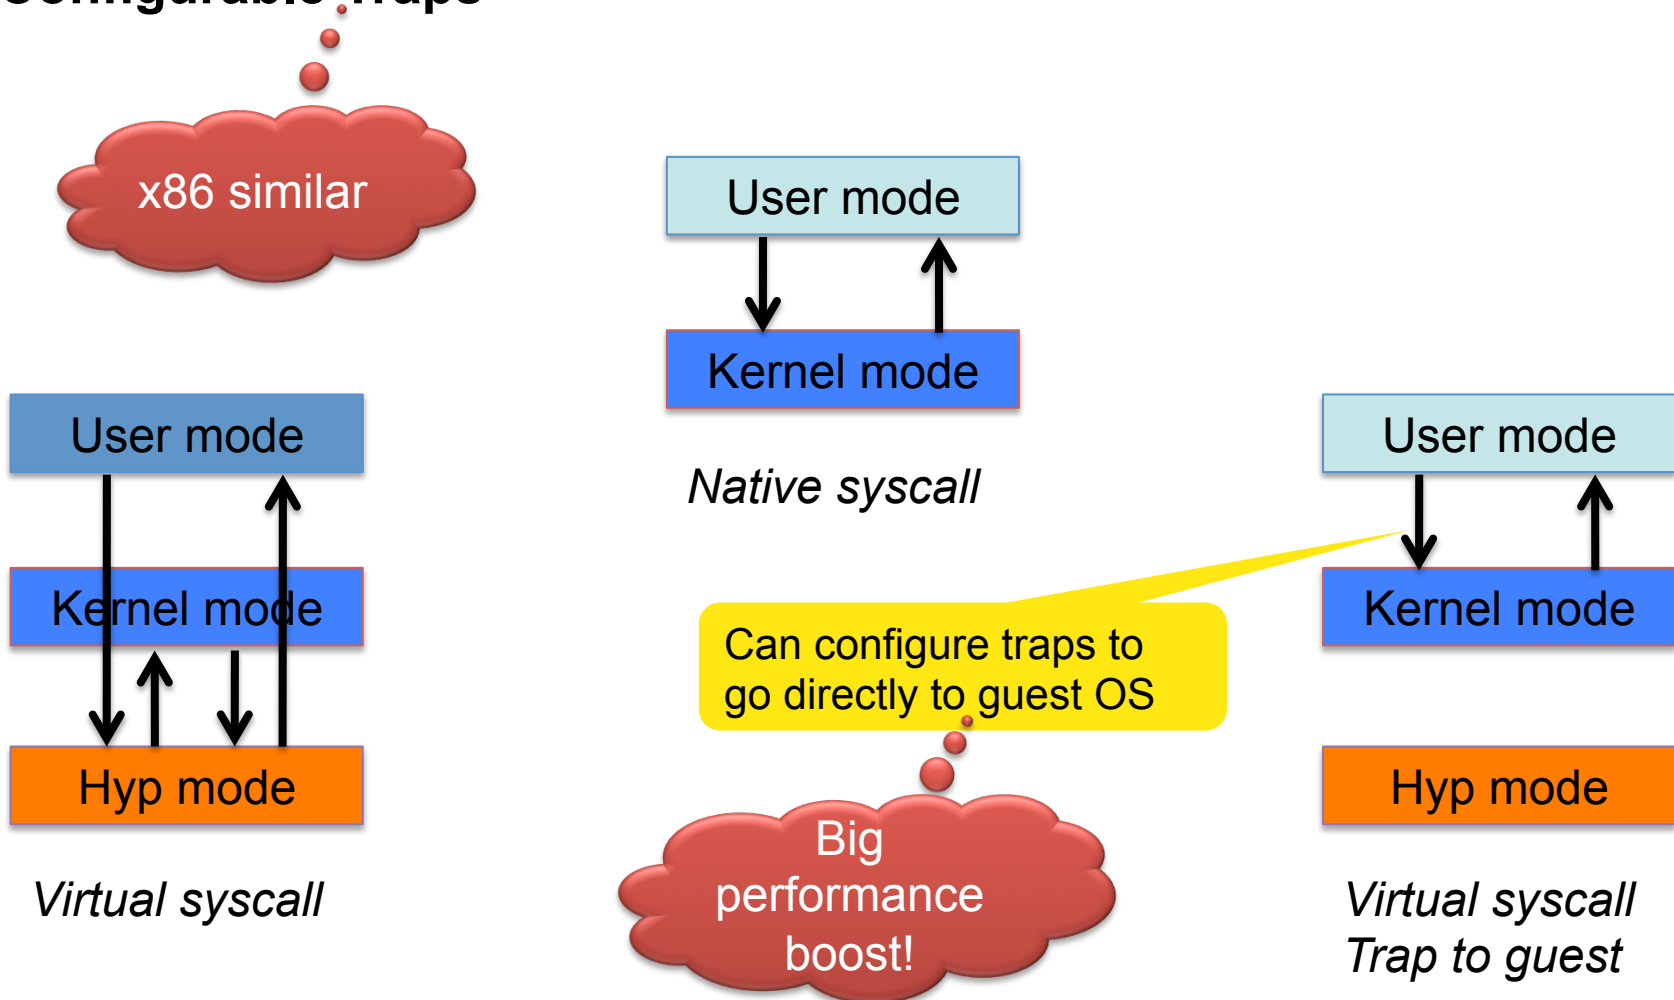 Configurable Traps
x86 similar
User mode
Kernel mode
Native syscall
User mode
Kernel mode
Hyp mode
Virtual syscall
Can configure traps to
go directly to guest OS
Big
performance
boost!
User mode
Kernel mode
Hyp mode
Virtual syscall
Trap to guest